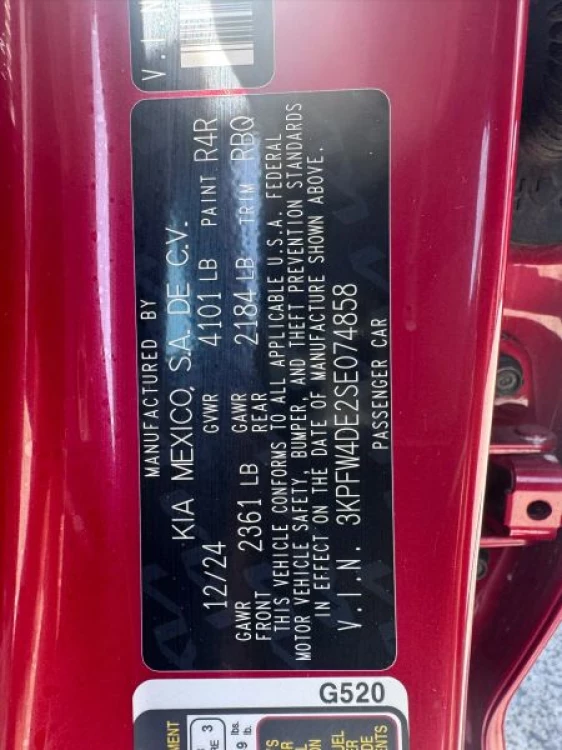 V.IN
MANUFACTURED BY
KIA MEXICO, S.A. DE C.V.
12/24 GVWR 4101 LB PAINT R4R
GAWR FRONT 2361 LB GAWR REAR 2184 LB TRIM RBQ
THIS VEHICLE CONFORMS TO ALL APPLICABLE U.S.A. FEDERAL
MOTOR VEHICLE SAFETY, BUMPER, AND THEFT PREVENTION STANDARDS
IN EFFECT ON THE DATE OF MANUFACTURE SHOWN ABOVE.
V.I.N. 3KPFW4DE2SE074858
PASSENGER CAR
G520